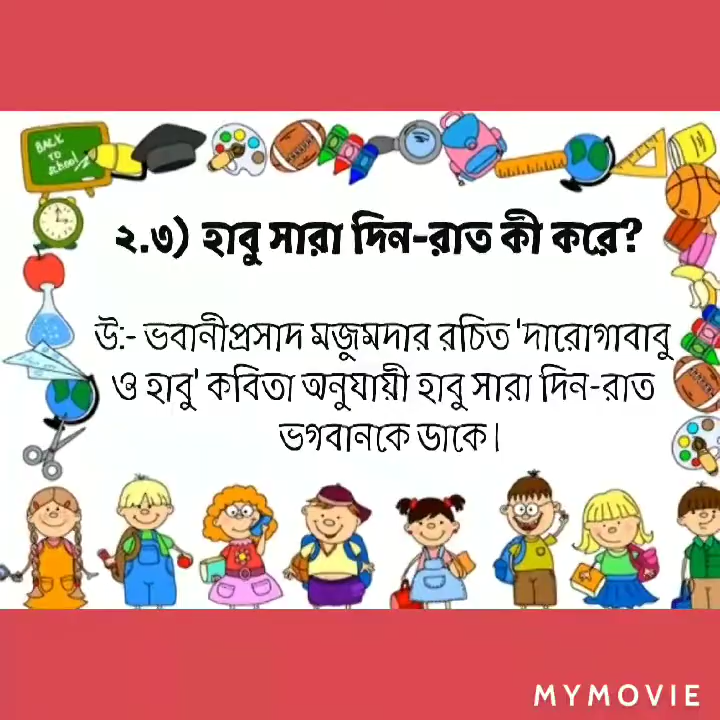 BACK
TO
school
২.৩) হাবু সারা দিন-রাত কী করে?
উ:- ভবানীপ্রসাদ মজুমদার রচিত 'দারোগাবাবু
ও হাবু' কবিতা অনুযায়ী হাবু সারা দিন-রাত
ভগবানকে ডাকে।
MYMOVIE